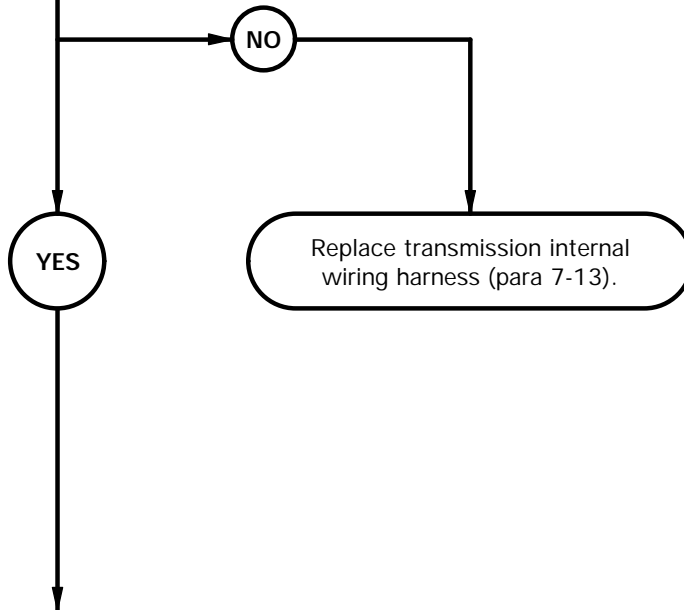 NO
YES
Replace transmission internal
wiring harness (para 7-13).